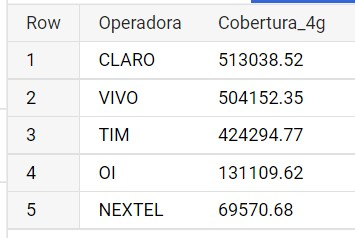 Row Operadora Cobertura_4g
1 CLARO 513038.52
2 VIVO 504152.35
3 TIM 424294.77
4 OI 131109.62
5 NEXTEL 69570.68